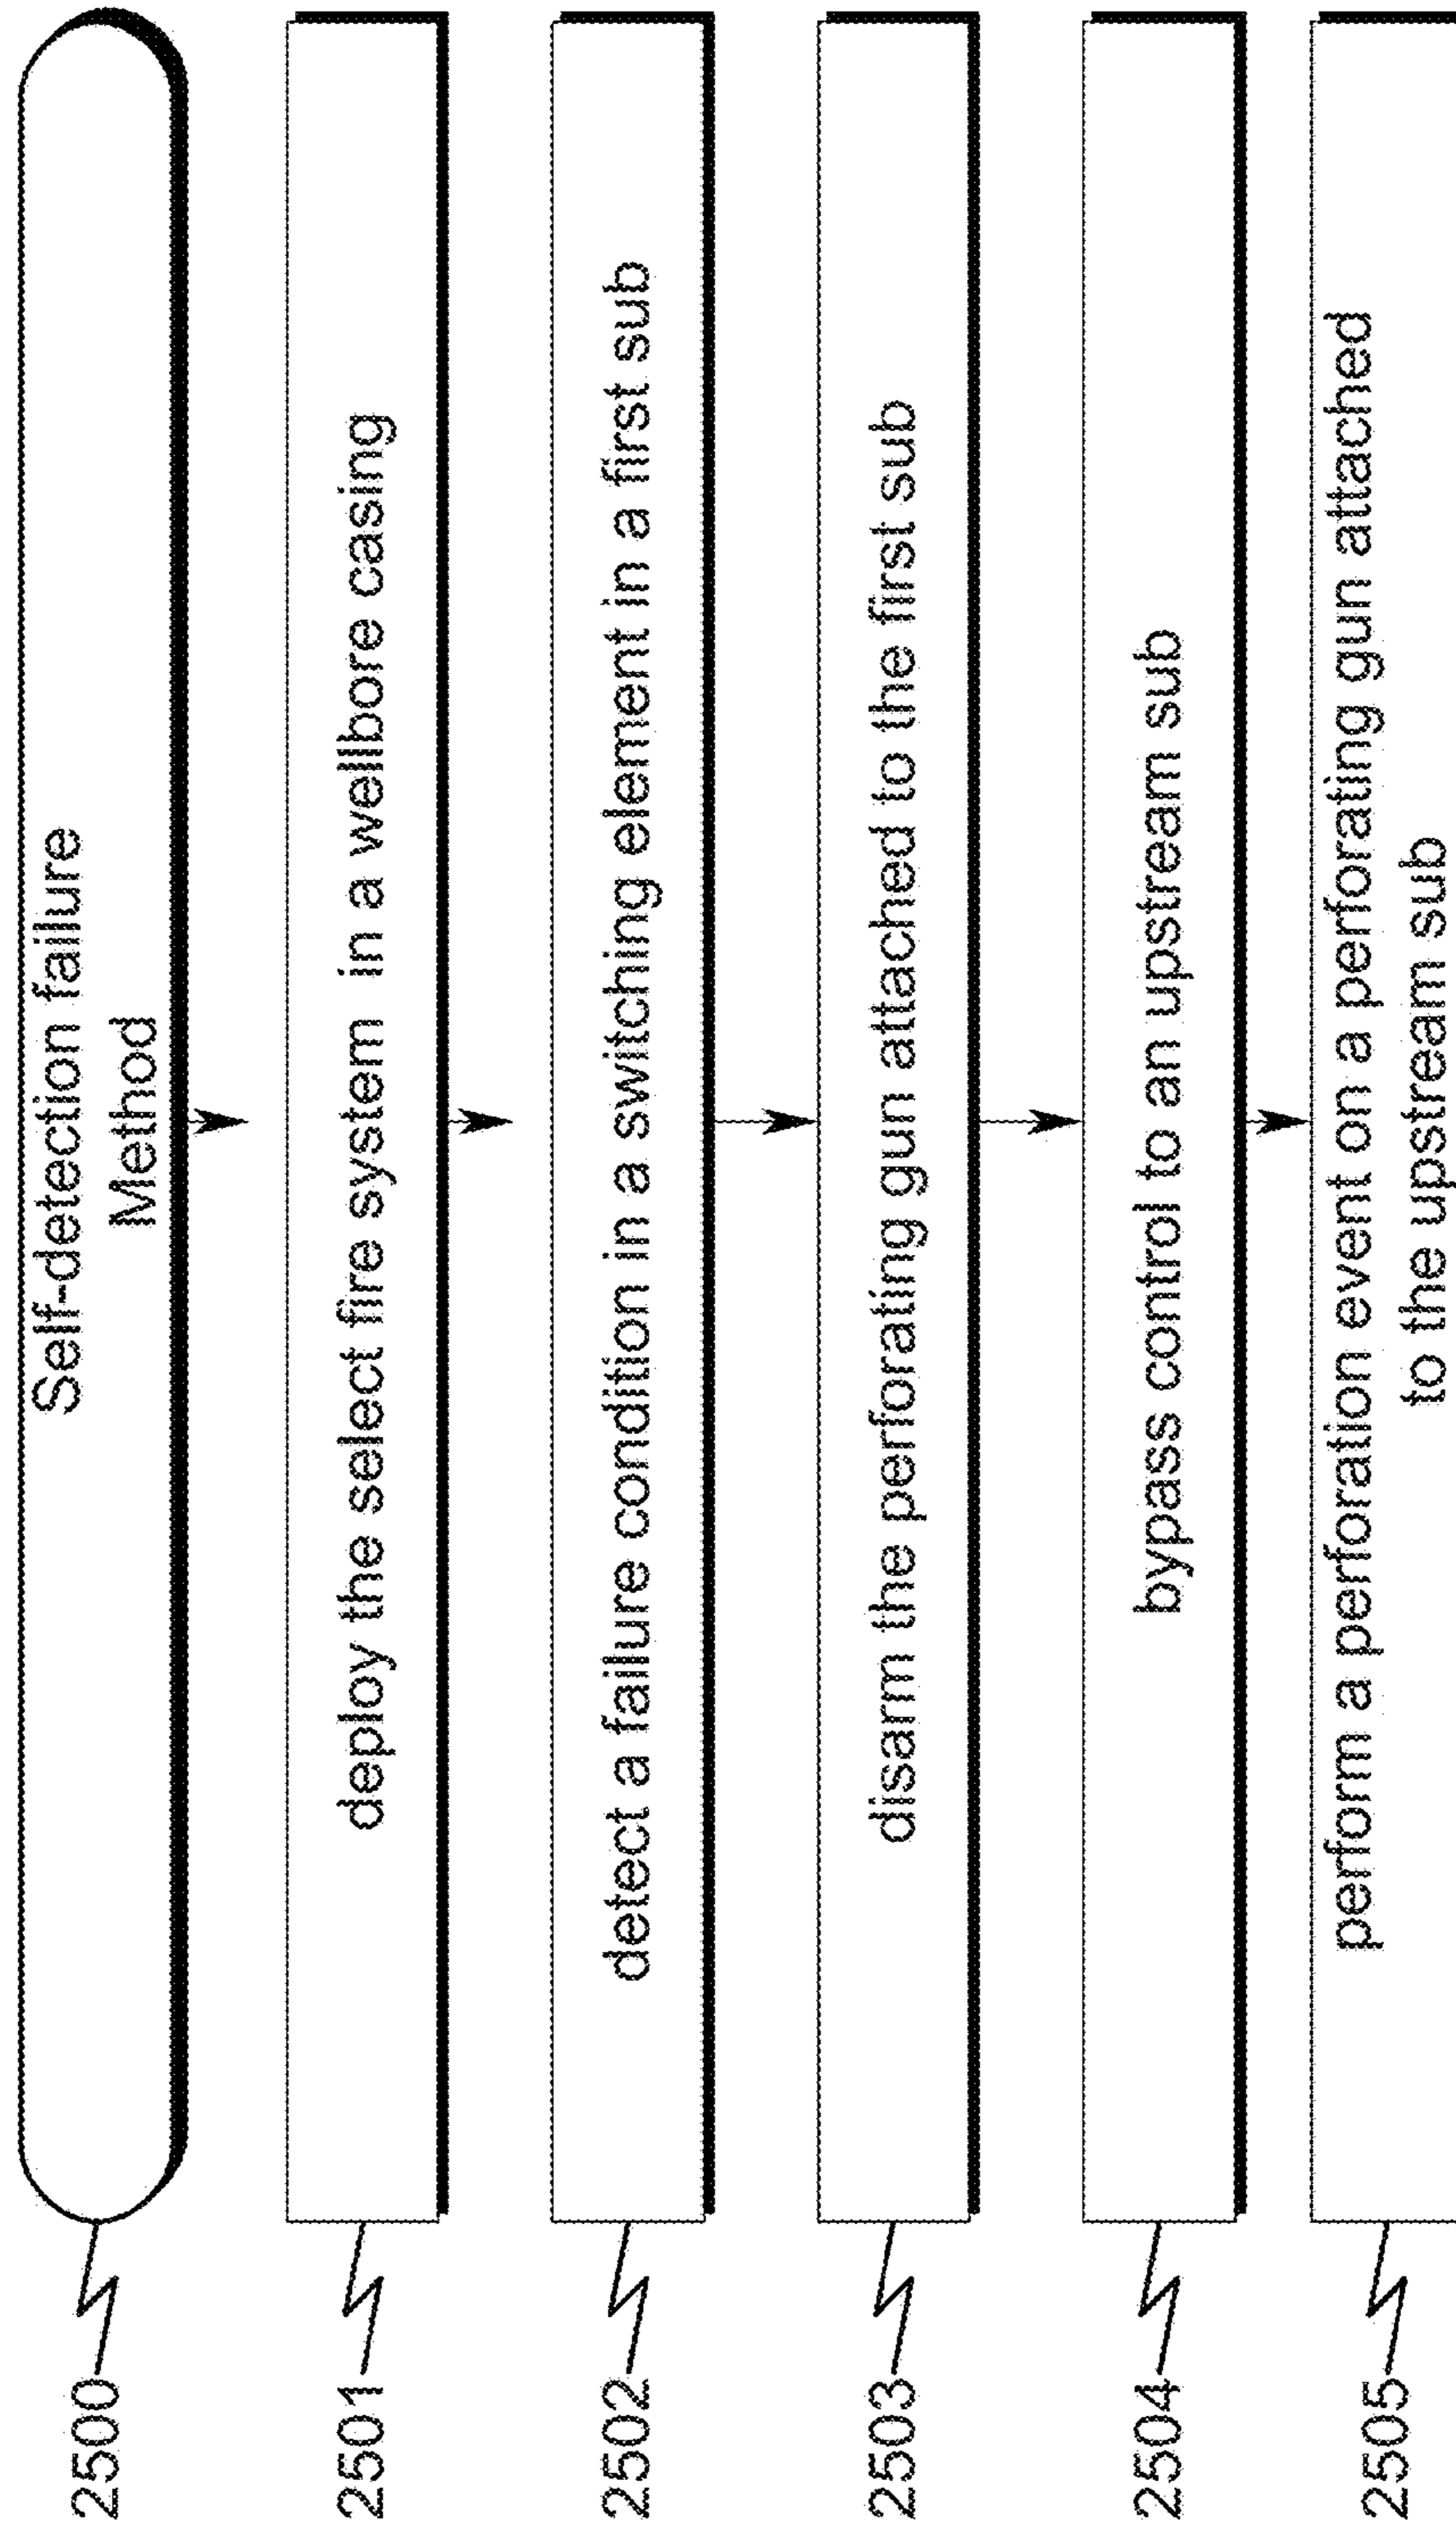 2500
Self-detection failure
Method
2501
deploy the select fire system in a wellbore casing
2502
detect a failure condition in a switching element in a first sub
2503
disarm the perforating gun attached to the first sub
2504
bypass control to an upstream sub
2505
perform a perforation event on a perforating gun attached
to the upstream sub